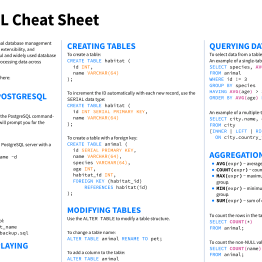 L Cheat Sheet
al database management
extensibility, and
and is widely used database
ocessing data across
here
OSTGRESQL
the PostgreSQL command-
will prompt you for the
PostgreSQL server with a
ame -d
t_name
backup.sql
LAYING
CREATING TABLES
To create a table:
CREATE TABLE habitat (
id INT,
name VARCHAR(64)
);
To increment the ID automatically with each new record, use the
SERIAL data type:
CREATE TABLE habitat (
id SERIAL PRIMARY KEY,
name VARCHAR(64)
);
To create a table with a foreign key:
CREATE TABLE animal (
id SERIAL PRIMARY KEY,
name VARCHAR(64),
species VARCHAR(64),
age INT,
habitat_id INT,
FOREIGN KEY (habitat_id)
REFERENCES habitat(id)
);
MODIFYING TABLES
Use the ALTER TABLE to modify a table structure.
To change a table name:
ALTER TABLE animal RENAME TO pet;
To add a column to the table:
ALTER TABLE animal
QUERYING DA
To select data from a table
An example of a single-tab
SELECT species, AV
FROM animal
WHERE id != 3
GROUP BY species
HAVING AVG(age) >
ORDER BY AVG(age)
An example of a multiple-t
SELECT city.name,
FROM city
[INNER | LEFT | RI
ON city.country_
AGGREGATION
• AVG(expr) – average
• COUNT(expr) – count
• MAX(expr) – maximu
group.
• MIN(expr) – minimu
group.
• SUM(expr) – sum of
To count the rows in the ta
SELECT COUNT(*)
FROM animal;
To count the non-NULL val
SELECT COUNT(name)
FROM animal;